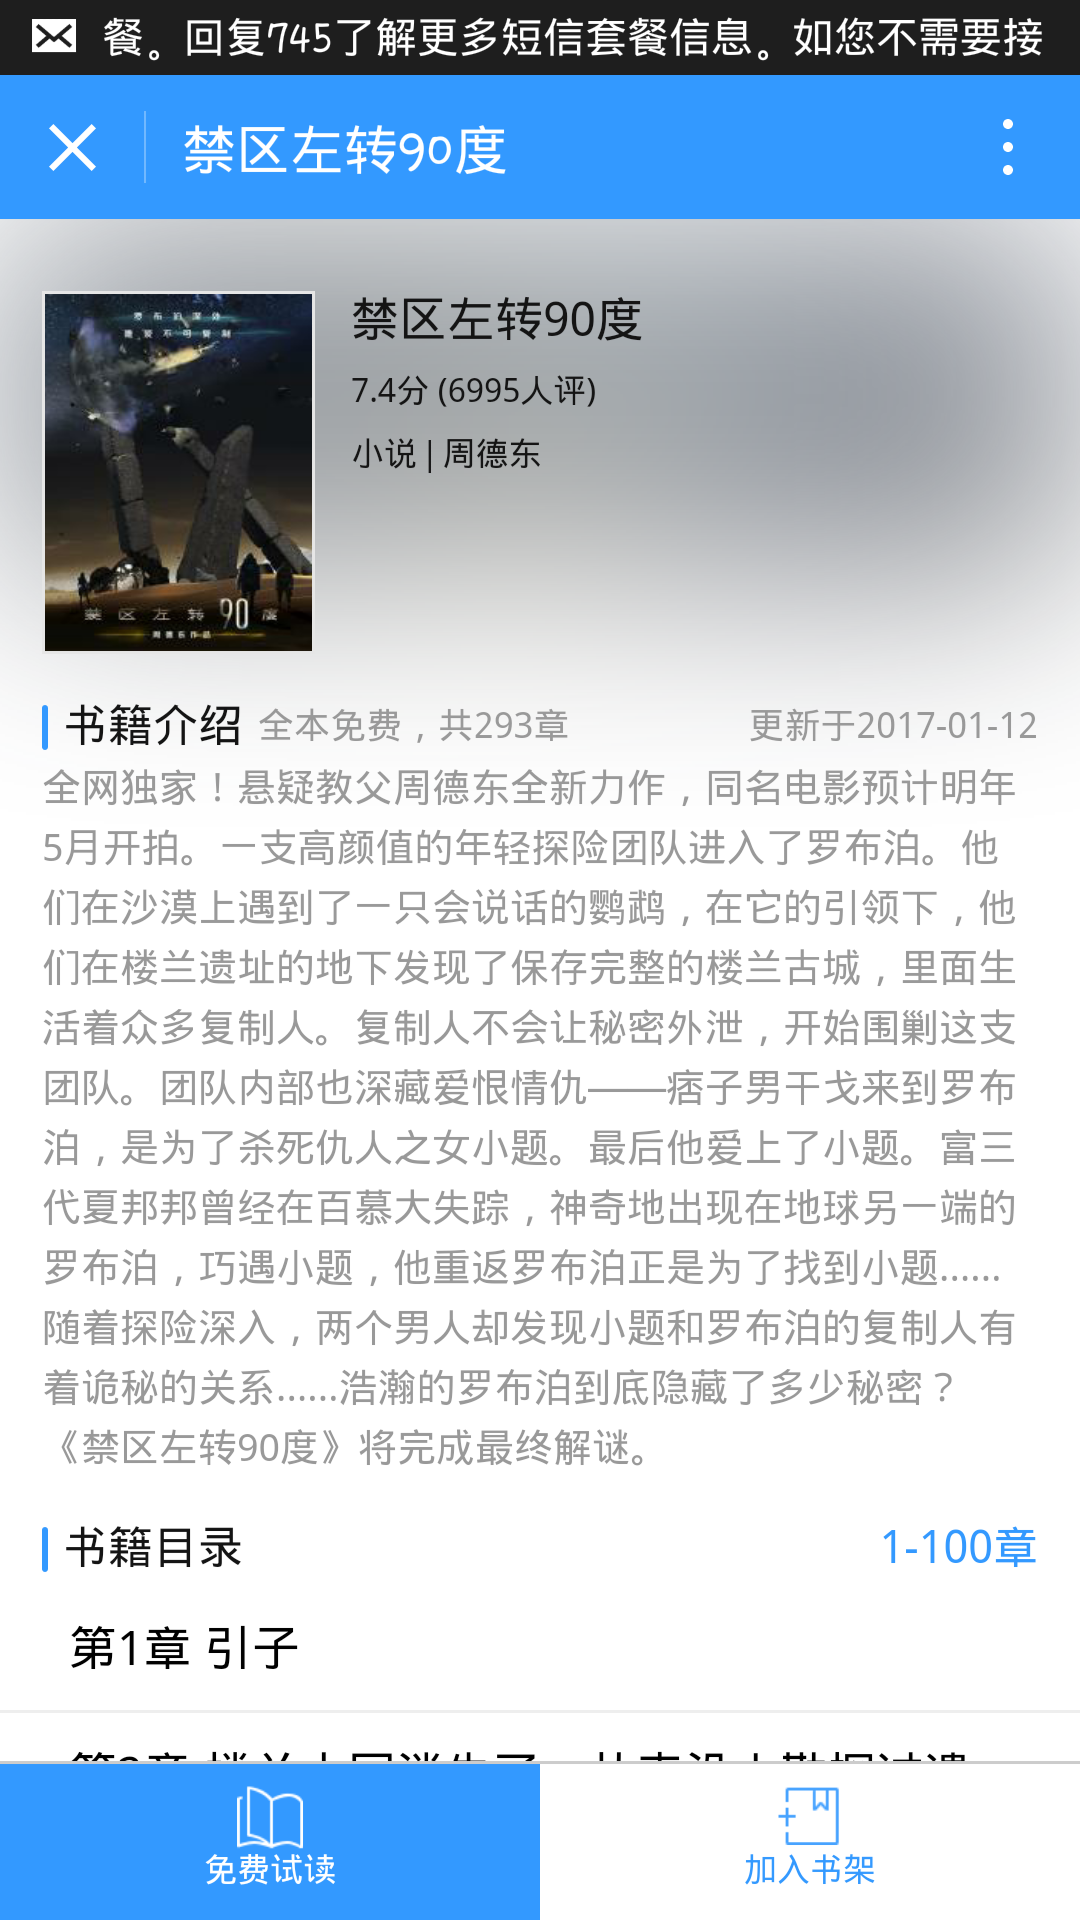 餐。回复745了解更多短信套餐信息。如您不需要接
禁区左转90度
罗布泊深处
禁区左转90度
周德东作品
禁区左转90度
7.4分 (6995人评)
小说 | 周德东
书籍介绍 全本免费，共293章 更新于2017-01-12
全网独家！悬疑教父周德东全新力作，同名电影预计明年
5月开拍。一支高颜值的年轻探险团队进入了罗布泊。他
们在沙漠上遇到了一只会说话的鹦鹉，在它的引领下，他
们在楼兰遗址的地下发现了保存完整的楼兰古城，里面生
活着众多复制人。复制人不会让秘密外泄，开始围剿这支
团队。团队内部也深藏爱恨情仇——痞子男干戈来到罗布
泊，是为了杀死仇人之女小题。最后他爱上了小题。富三
代夏邦邦曾经在百慕大失踪，神奇地出现在地球另一端的
罗布泊，巧遇小题，他重返罗布泊正是为了找到小题......
随着探险深入，两个男人却发现小题和罗布泊的复制人有
着诡秘的关系......浩瀚的罗布泊到底隐藏了多少秘密？
《禁区左转90度》将完成最终解谜。
书籍目录 1-100章
第1章 引子
免费试读
加入书架